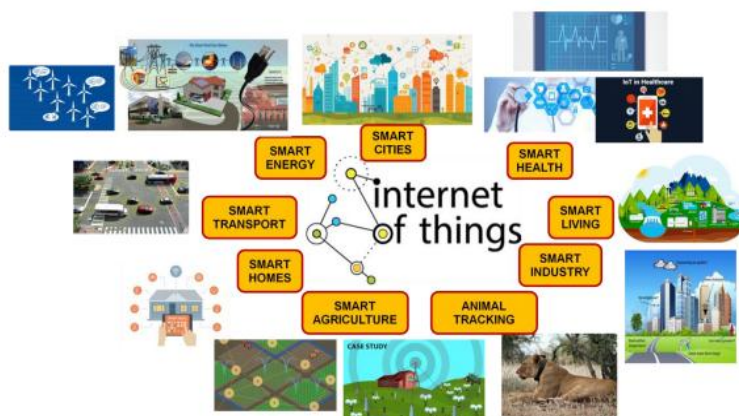 IoT in Healthcare
SMART
CITIES
SMART
ENERGY
SMART
HEALTH
SMART
TRANSPORT
internet
of things
SMART
LIVING
SMART
HOMES
SMART
INDUSTRY
SMART
AGRICULTURE
ANIMAL
TRACKING
CASE STUDY